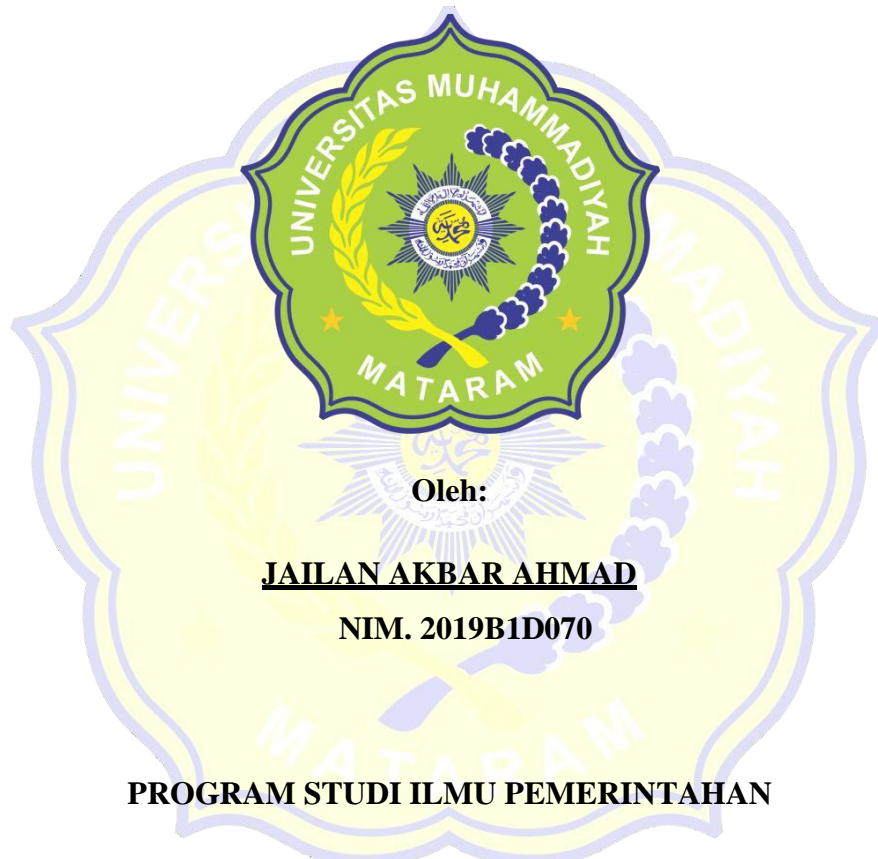 UNIVERSITAS MUHAMMADIYAH
MATARAM
Oleh:
JAILAN AKBAR AHMAD
NIM. 2019B1D070
PROGRAM STUDI ILMU PEMERINTAHAN